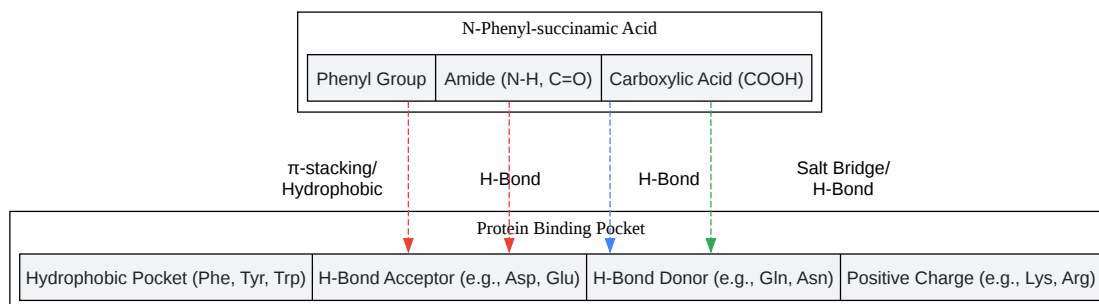 N-Phenyl-succinamic Acid
Phenyl Group
Amide (N-H, C=O)
Carboxylic Acid (COOH)
π-stacking/
Hydrophobic
H-Bond
H-Bond
Salt Bridge/
H-Bond
Protein Binding Pocket
Hydrophobic Pocket (Phe, Tyr, Trp)
H-Bond Acceptor (e.g., Asp, Glu)
H-Bond Donor (e.g., Gln, Asn)
Positive Charge (e.g., Lys, Arg)